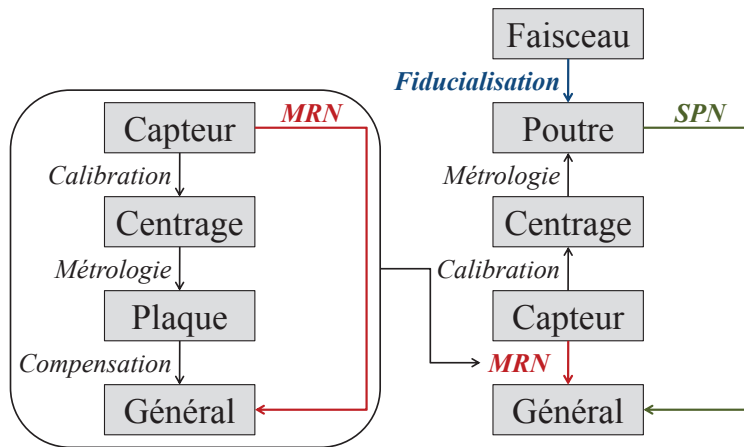 Capteur
MRN
Calibration
Centrage
Métrologie
Plaque
Compensation
Général
Faisceau
Fiducialisation
Poutre
SPN
Métrologie
Centrage
Calibration
Capteur
MRN
Général